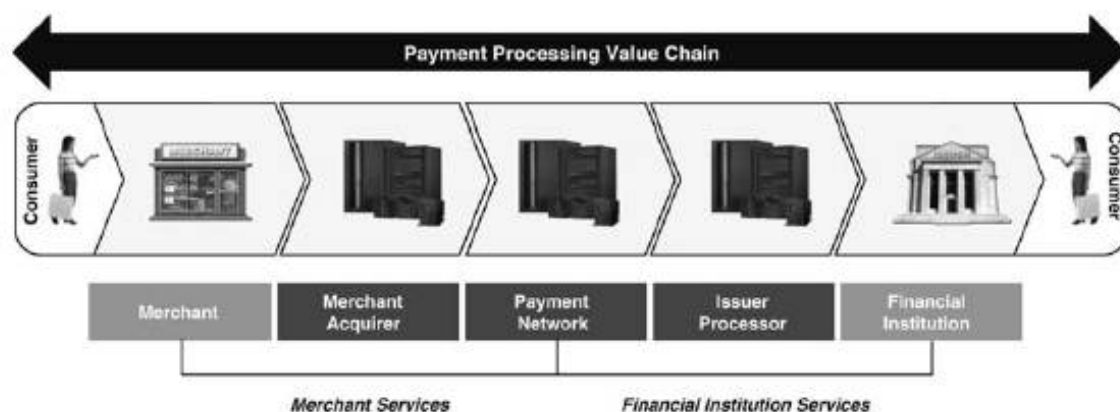 Payment Processing Value Chain
Consumer
MERCHANT
Consumer
Merchant
Merchant
Acquirer
Payment
Network
Issuer
Processor
Financial
Institution
Merchant Services
Financial Institution Services